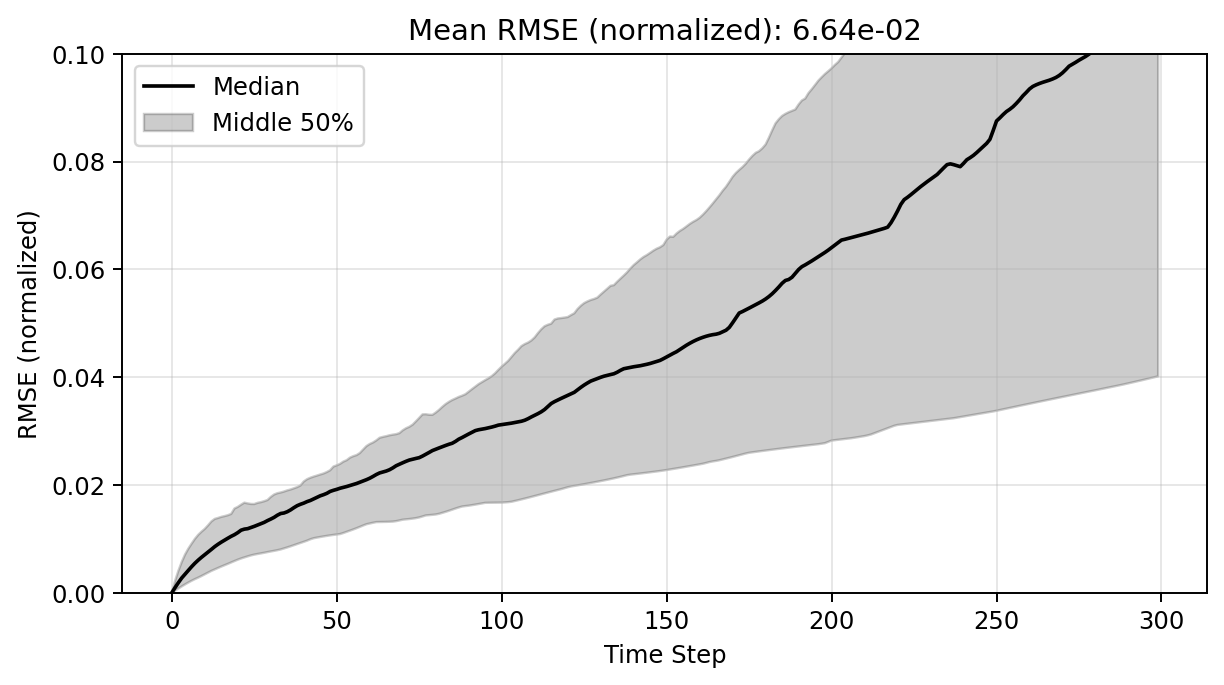 Mean RMSE (normalized): 6.64e-02
0.10
0.08
0.06
0.04
0.02
0.00
RMSE (normalized)
Median
Middle 50%
0 50 100 150 200 250 300
Time Step